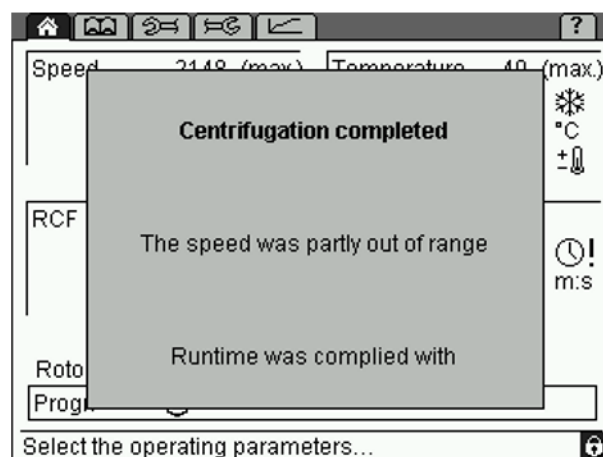 ?
Speed 2148 (max.) Temperature 40 (max.)
Centrifugation completed
°C
RCF
The speed was partly out of range
m:s
Runtime was complied with
Select the operating parameters...